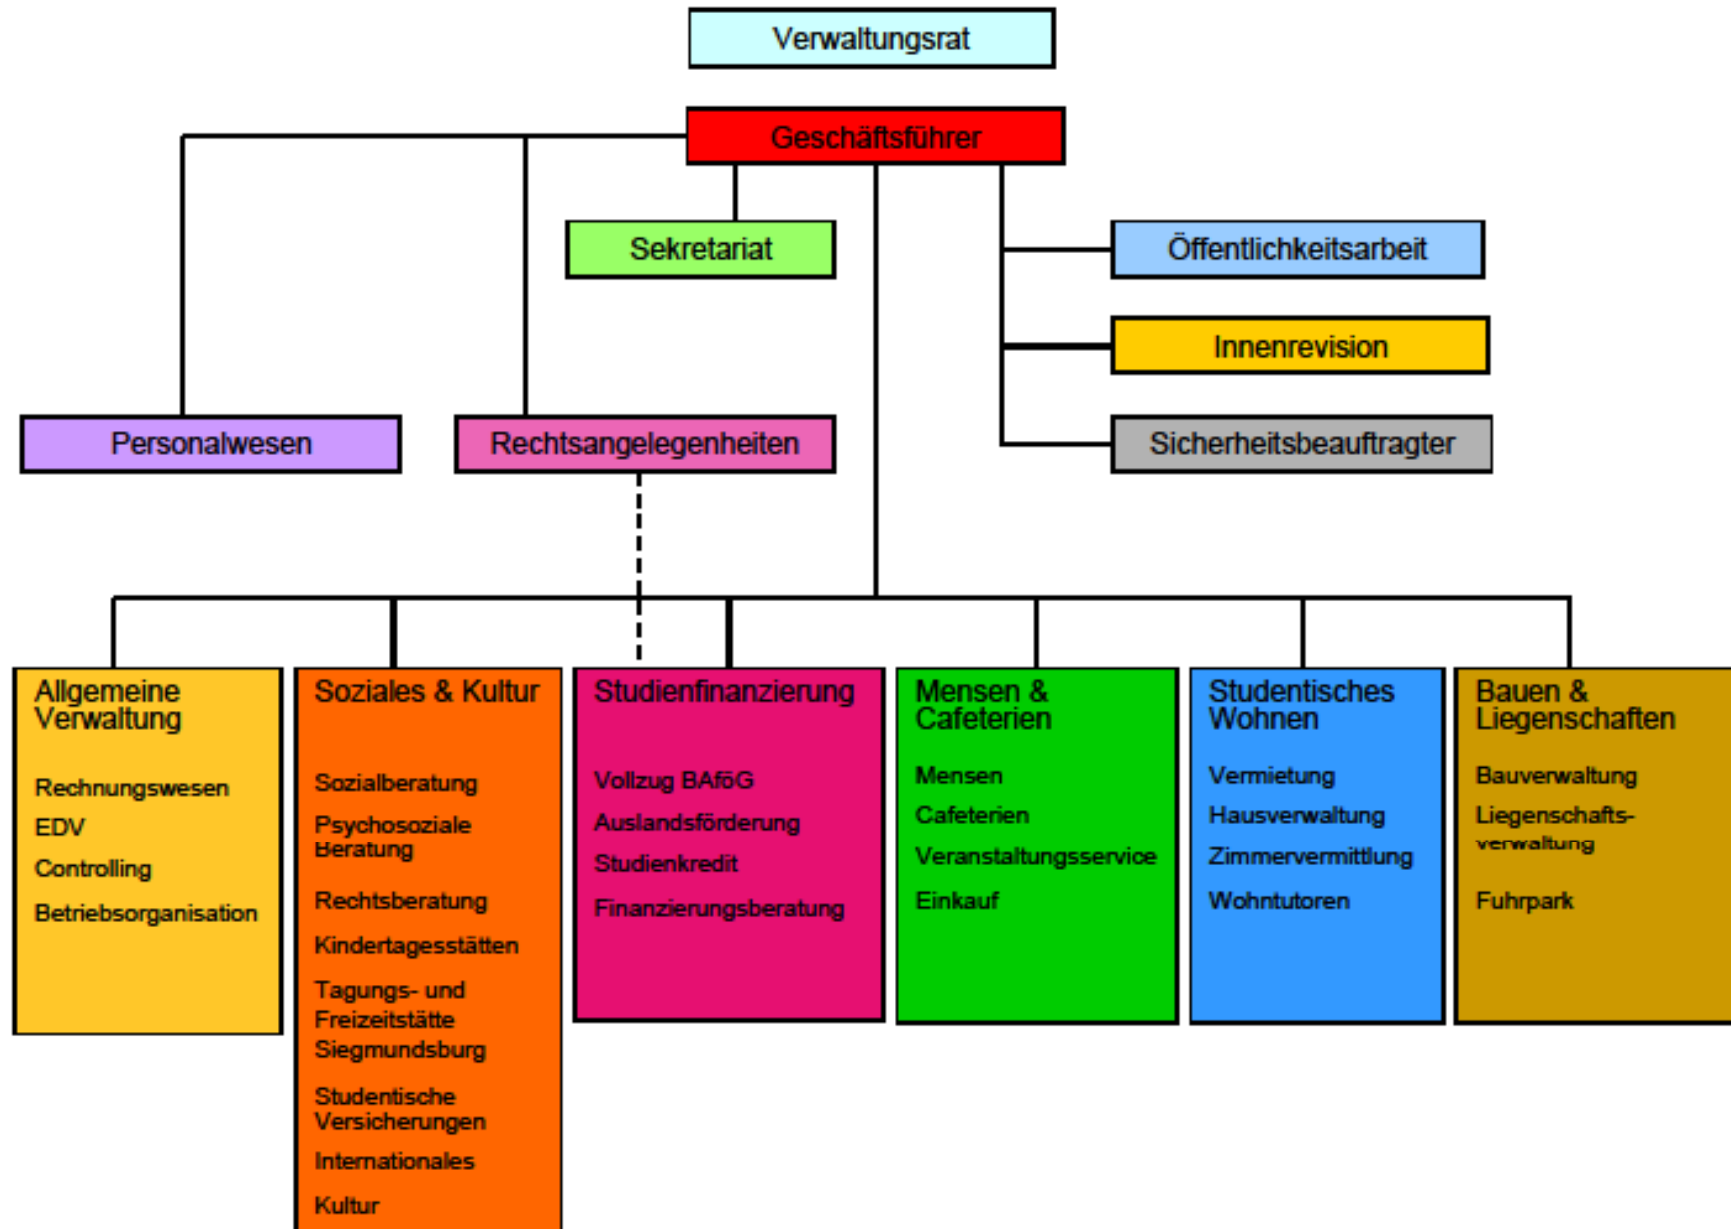 Verwaltungsrat
Geschäftsführer
Sekretariat
Öffentlichkeitsarbeit
Innenrevision
Personalwesen
Rechtsangelegenheiten
Sicherheitsbeauftragter
Allgemeine
Verwaltung
Rechnungswesen
EDV
Controlling
Betriebsorganisation
Soziales & Kultur
Sozialberatung
Psychosoziale
Beratung
Rechtsberatung
Kindertagesstätten
Tagungs- und
Freizeitstätte
Siegmundsburg
Studentische
Versicherungen
Internationales
Kultur
Studienfinanzierung
Vollzug BAföG
Auslandsförderung
Studienkredit
Finanzierungsberatung
Mensen &
Cafeterien
Mensen
Cafeterien
Veranstaltungsservice
Einkauf
Studentisches
Wohnen
Vermietung
Hausverwaltung
Zimmervermittlung
Wohntutoren
Bauen &
Liegenschaften
Bauverwaltung
Liegenschafts-
verwaltung
Fuhrpark